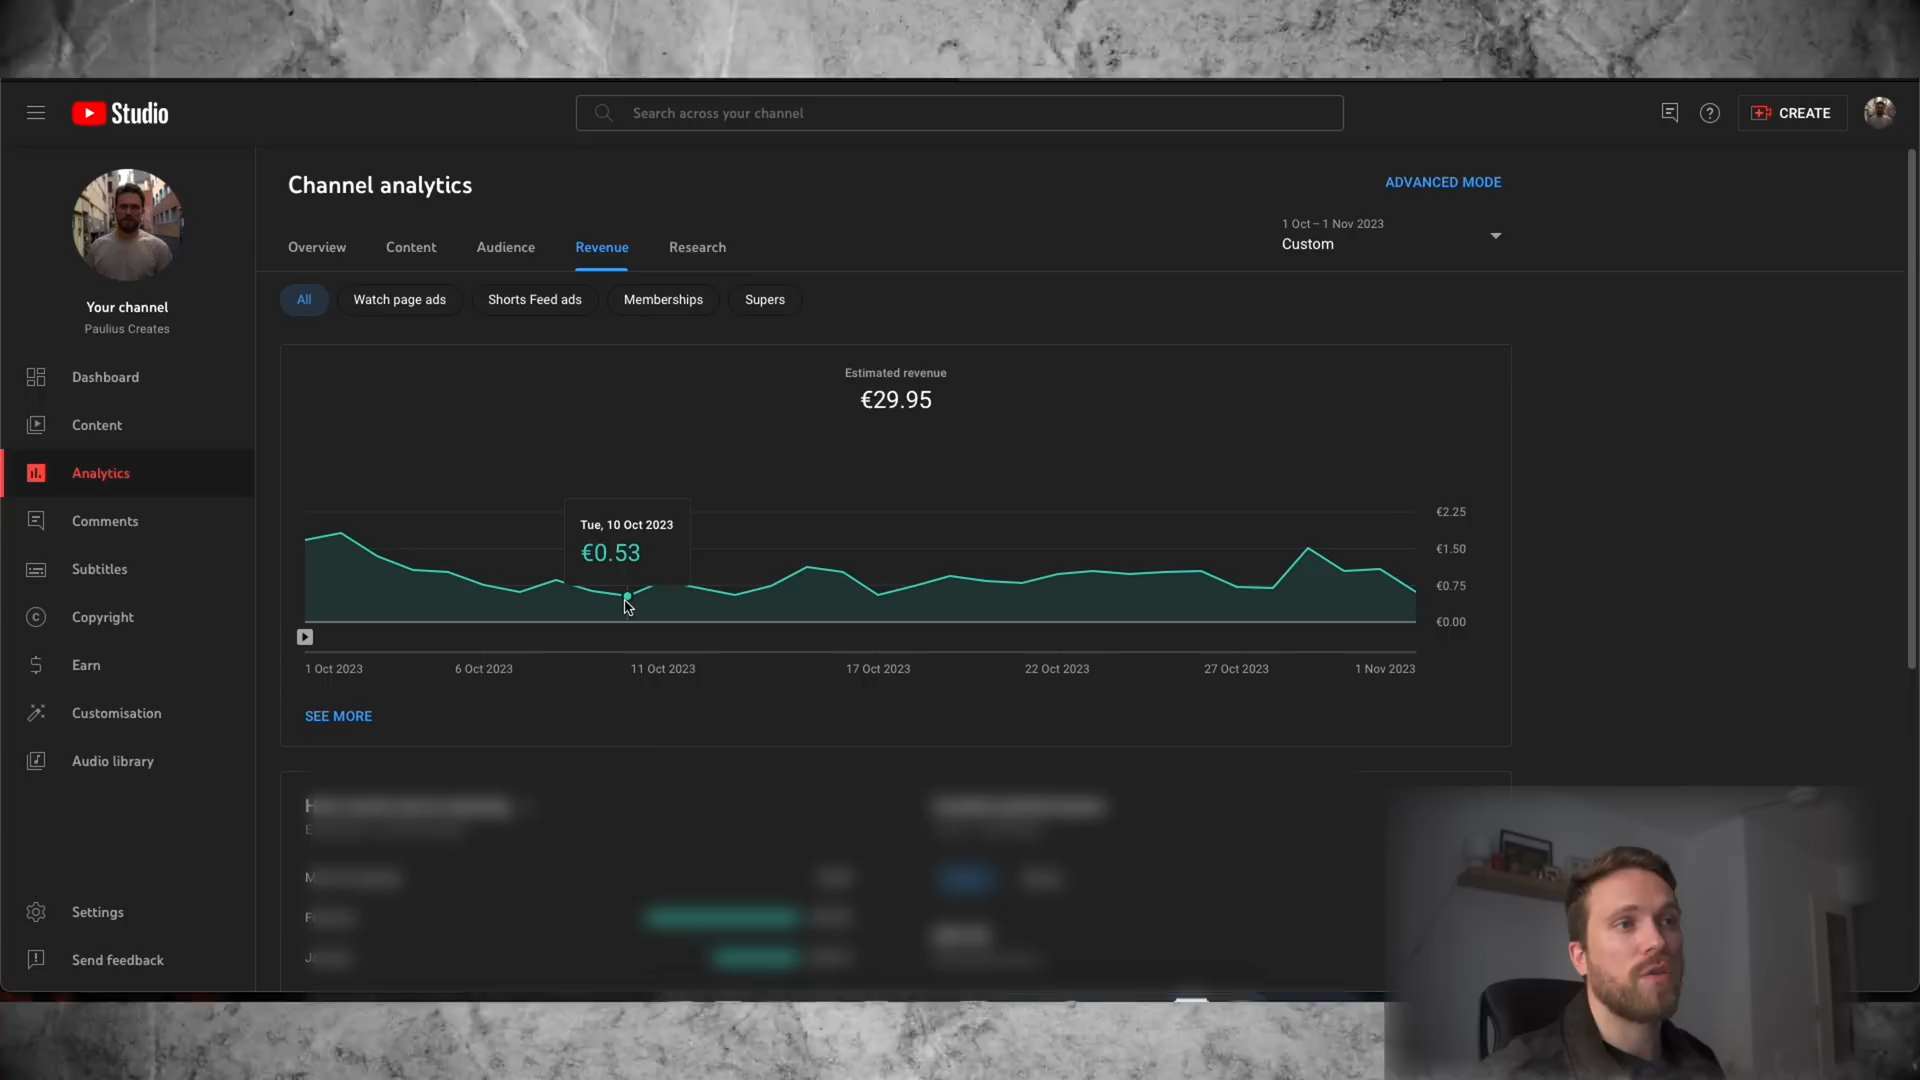 Studio
Search across your channel
CREATE
Channel analytics
ADVANCED MODE
1 Oct – 1 Nov 2023
Custom
Overview
Content
Audience
Revenue
Research
All
Watch page ads
Shorts Feed ads
Memberships
Supers
Your channel
Paulius Creates
Dashboard
Content
Analytics
Comments
Subtitles
Copyright
Earn
Customisation
Audio library
Settings
Send feedback
Estimated revenue
€29.95
Tue, 10 Oct 2023
€0.53
€2.25
€1.50
€0.75
€0.00
1 Oct 2023
6 Oct 2023
11 Oct 2023
17 Oct 2023
22 Oct 2023
27 Oct 2023
1 Nov 2023
SEE MORE